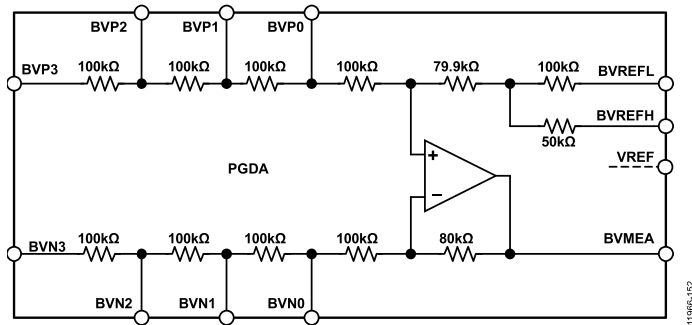 BVP2 BVP1 BVP0
100kΩ 100kΩ 100kΩ 100kΩ 79.9kΩ 100kΩ
BVP3 BVREFL
BVREFH
50kΩ
+
VREF
PGDA
−
BVN3 100kΩ 100kΩ 100kΩ 100kΩ 80kΩ BVMEA
BVN2 BVN1 BVN0
11966-152